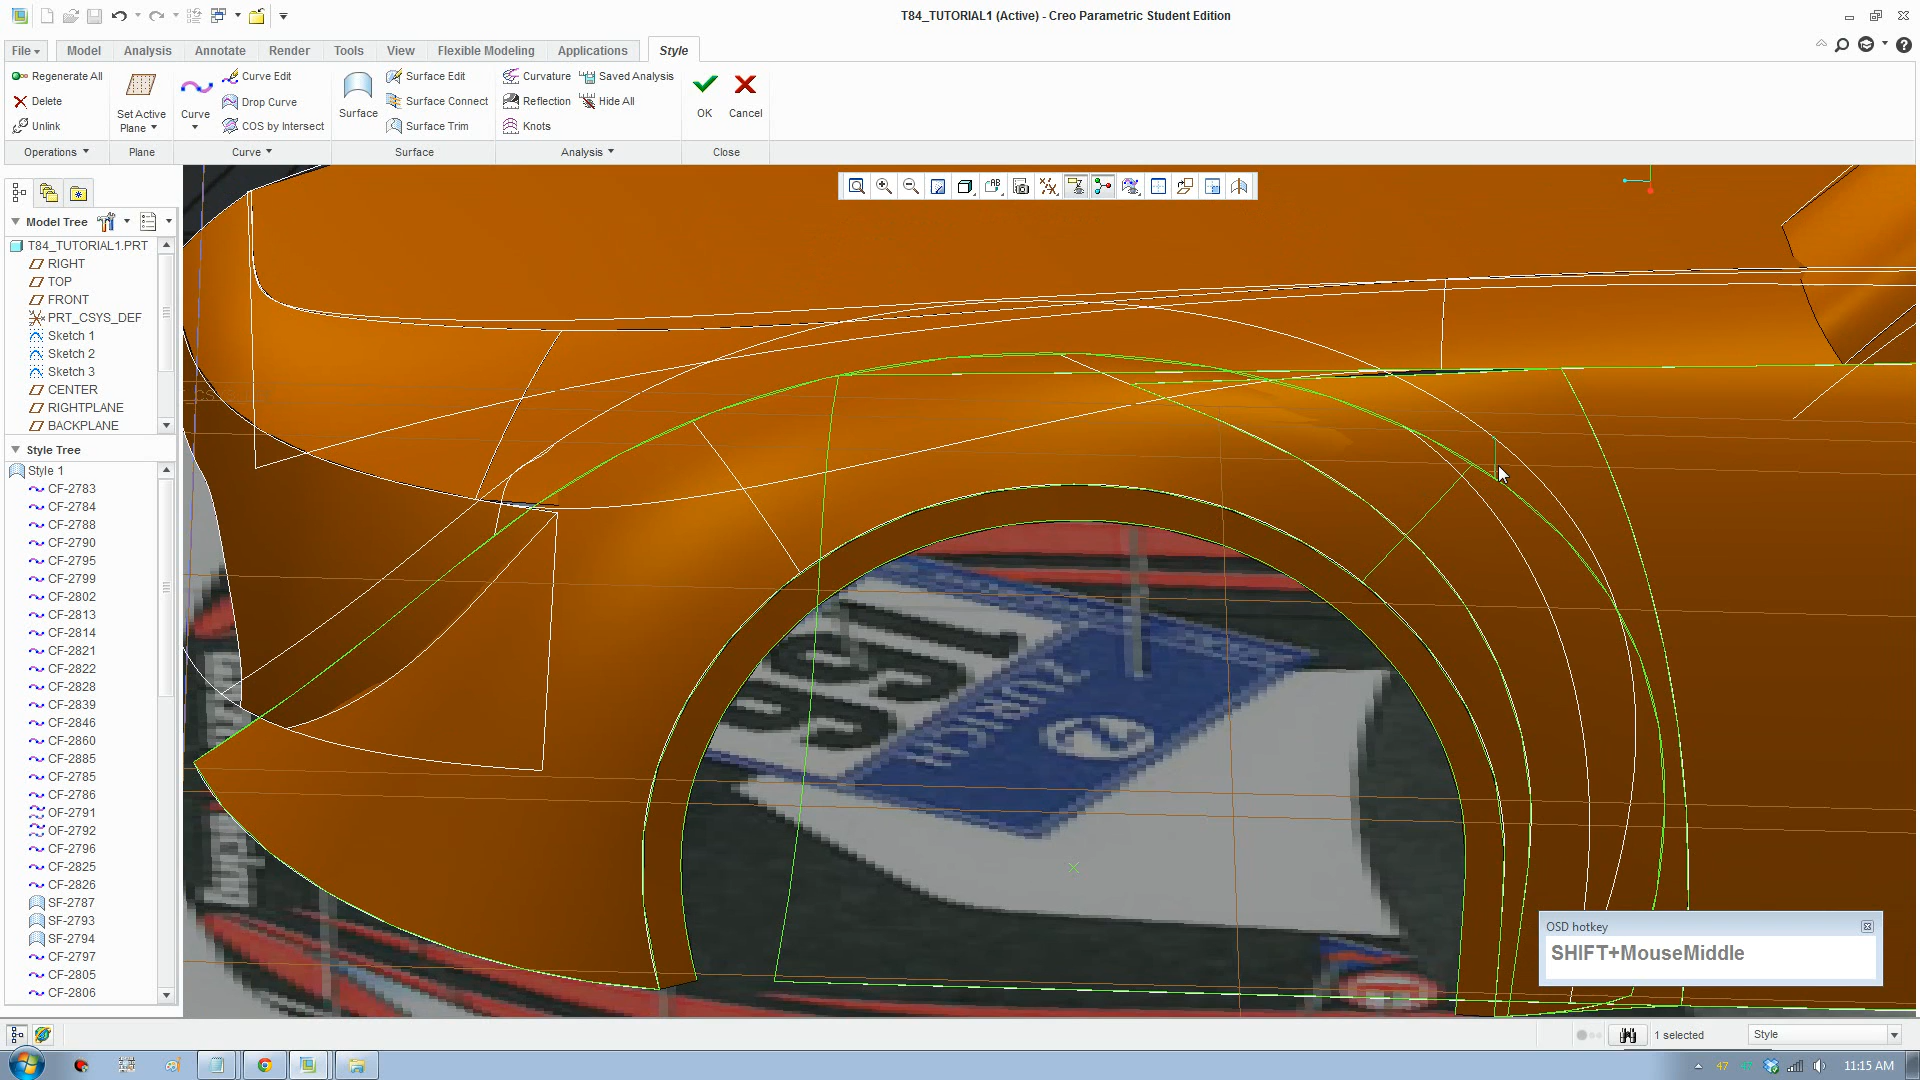 T84_TUTORIAL1 (Active) - Creo Parametric Student Edition
File Model Analysis Annotate Render Tools View Flexible Modeling Applications Style
Regenerate All
Delete
Unlink
Set Active Plane
Curve
Curve Edit
Drop Curve
COS by Intersect
Surface
Surface Edit
Surface Connect
Surface Trim
Curvature
Reflection
Knots
Saved Analysis
Hide All
OK
Cancel
Operations Plane Curve Surface Analysis Close
Model Tree
T84_TUTORIAL1.PRT
RIGHT
TOP
FRONT
PRT_CSYS_DEF
Sketch 1
Sketch 2
Sketch 3
CENTER
RIGHTPLANE
BACKPLANE
Style Tree
Style 1
CF-2783
CF-2784
CF-2788
CF-2790
CF-2795
CF-2799
CF-2802
CF-2813
CF-2814
CF-2821
CF-2822
CF-2828
CF-2839
CF-2846
CF-2860
CF-2885
CF-2785
CF-2786
OF-2791
OF-2792
CF-2796
CF-2825
CF-2826
SF-2787
SF-2793
SF-2794
CF-2797
CF-2805
CF-2806
OSD hotkey
SHIFT+MouseMiddle
1 selected
Style
47
11:15 AM